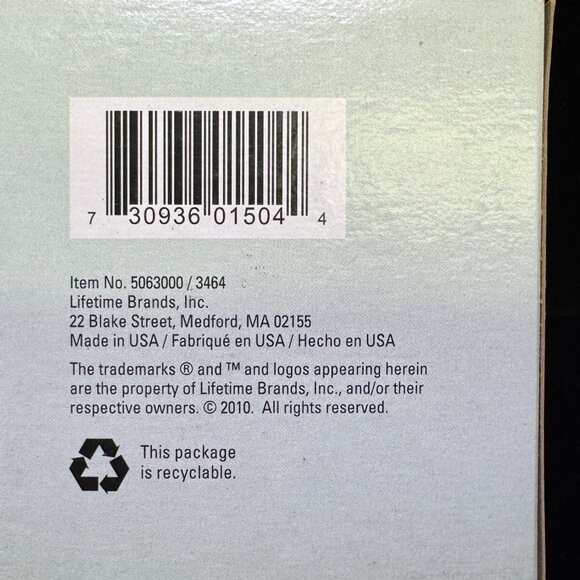 7 30936 01504 4
Item No. 5063000 / 3464
Lifetime Brands, Inc.
22 Blake Street, Medford, MA 02155
Made in USA / Fabriqué en USA / Hecho en USA
The trademarks ® and ™ and logos appearing herein
are the property of Lifetime Brands, Inc., and/or their
respective owners. © 2010. All rights reserved.
This package
is recyclable.